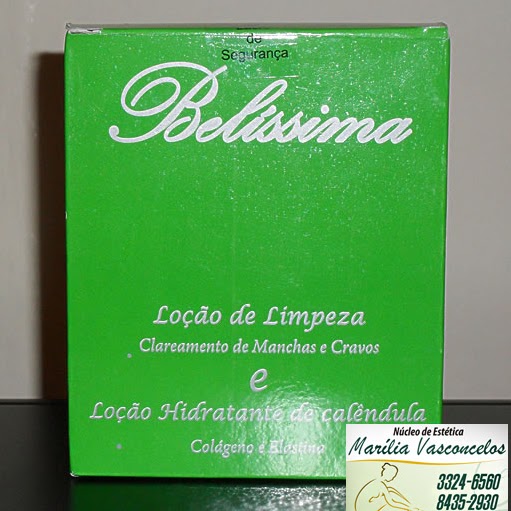 de
Segurança
Belíssima
Loção de Limpeza
Clareamento de Manchas e Cravos
e
Loção Hidratante de calêndula
Colágeno e Elastina
Núcleo de Estética
Marília Vasconcelos
3324-6560
8435-2930